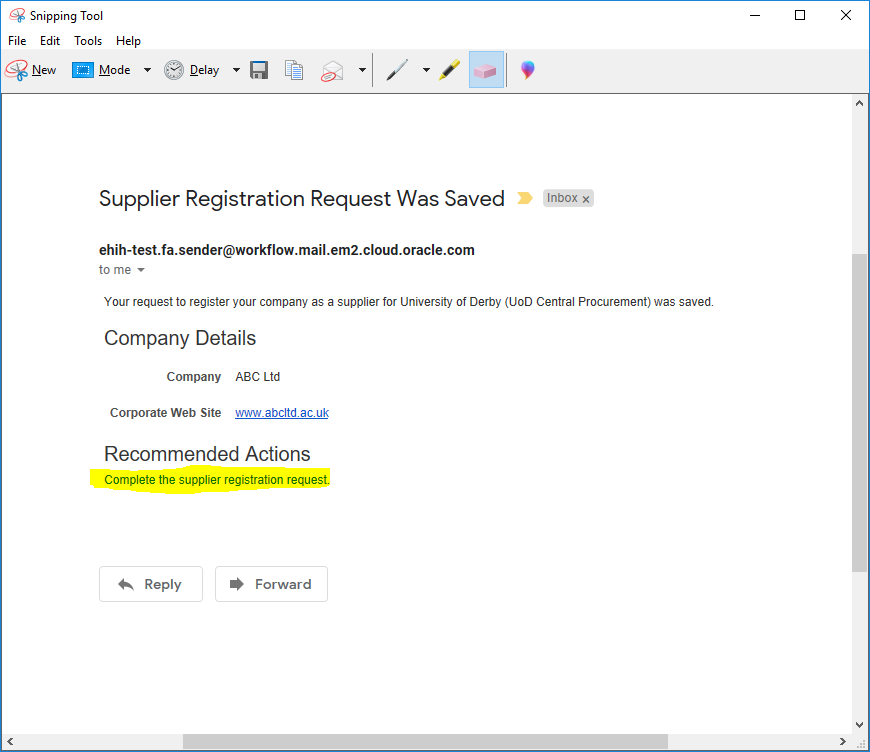 Snipping Tool
File Edit Tools Help
New Mode Delay
Supplier Registration Request Was Saved Inbox x
ehih-test.fa.sender@workflow.mail.em2.cloud.oracle.com
to me
Your request to register your company as a supplier for University of Derby (UoD Central Procurement) was saved.
Company Details
Company ABC Ltd
Corporate Web Site www.abcltd.ac.uk
Recommended Actions
Complete the supplier registration request.
Reply Forward